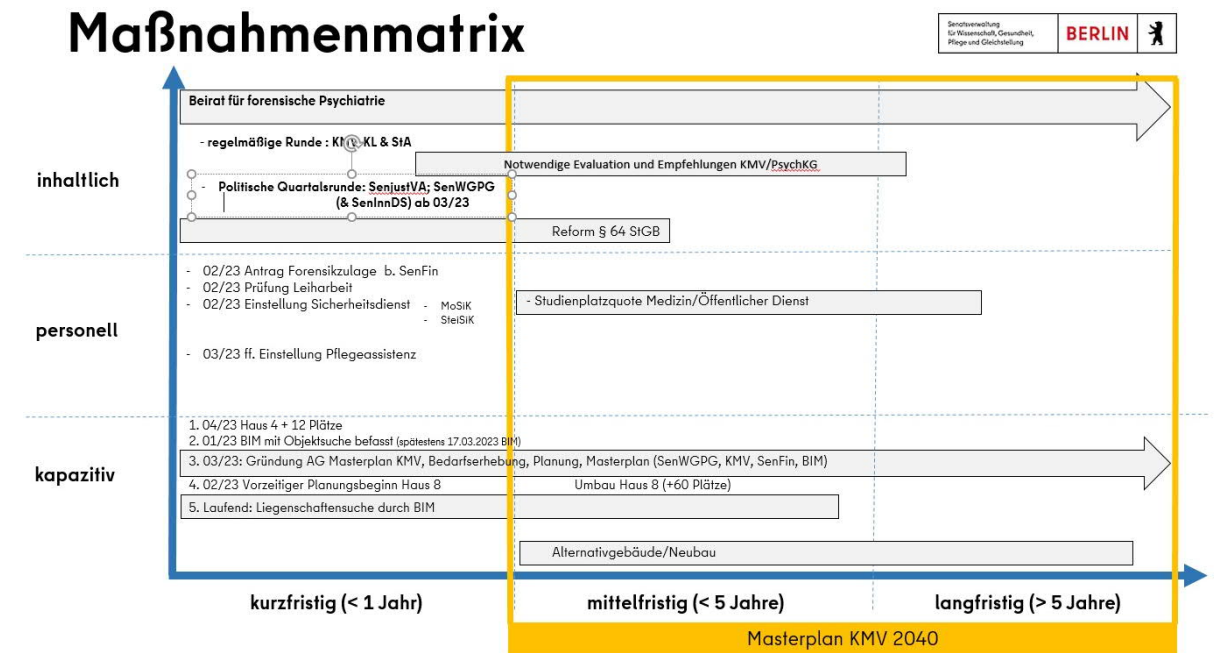 Maßnahmenmatrix
Senatsverwaltung
für Wissenschaft, Gesundheit,
Pflege und Gleichstellung
BERLIN
inhaltlich
Beirat für forensische Psychiatrie
- regelmäßige Runde : KL & StA
Notwendige Evaluation und Empfehlungen KMV/PsychKG
- Politische Quartalsrunde: SenjustVA; SenWGPG
(& SenInnDS) ab 03/23
Reform § 64 StGB
personell
- 02/23 Antrag Forensikzulage b. SenFin
- 02/23 Prüfung Leiharbeit
- 02/23 Einstellung Sicherheitsdienst
- MoSiK
- SteiSiK
- 03/23 ff. Einstellung Pflegeassistenz
- Studienplatzquote Medizin/Öffentlicher Dienst
kapazitiv
1. 04/23 Haus 4 + 12 Plätze
2. 01/23 BIM mit Objektsuche befasst (spätestens 17.03.2023 BIM)
3. 03/23: Gründung AG Masterplan KMV, Bedarfserhebung, Planung, Masterplan (SenWGPG, KMV, SenFin, BIM)
4. 02/23 Vorzeitiger Planungsbeginn Haus 8
Umbau Haus 8 (+60 Plätze)
5. Laufend: Liegenschaftensuche durch BIM
Alternativgebäude/Neubau
kurzfristig (< 1 Jahr)
mittelfristig (< 5 Jahre)
langfristig (> 5 Jahre)
Masterplan KMV 2040